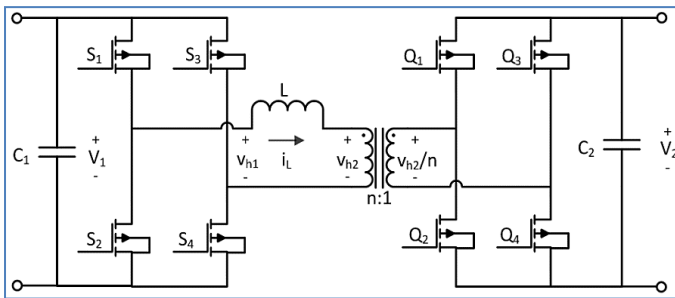 S1
S3
Q1
Q3
L
C1
+
V1
-
+
vh1
-
iL
+
vh2
-
+
vh2/n
-
C2
+
V2
-
n:1
S2
S4
Q2
Q4